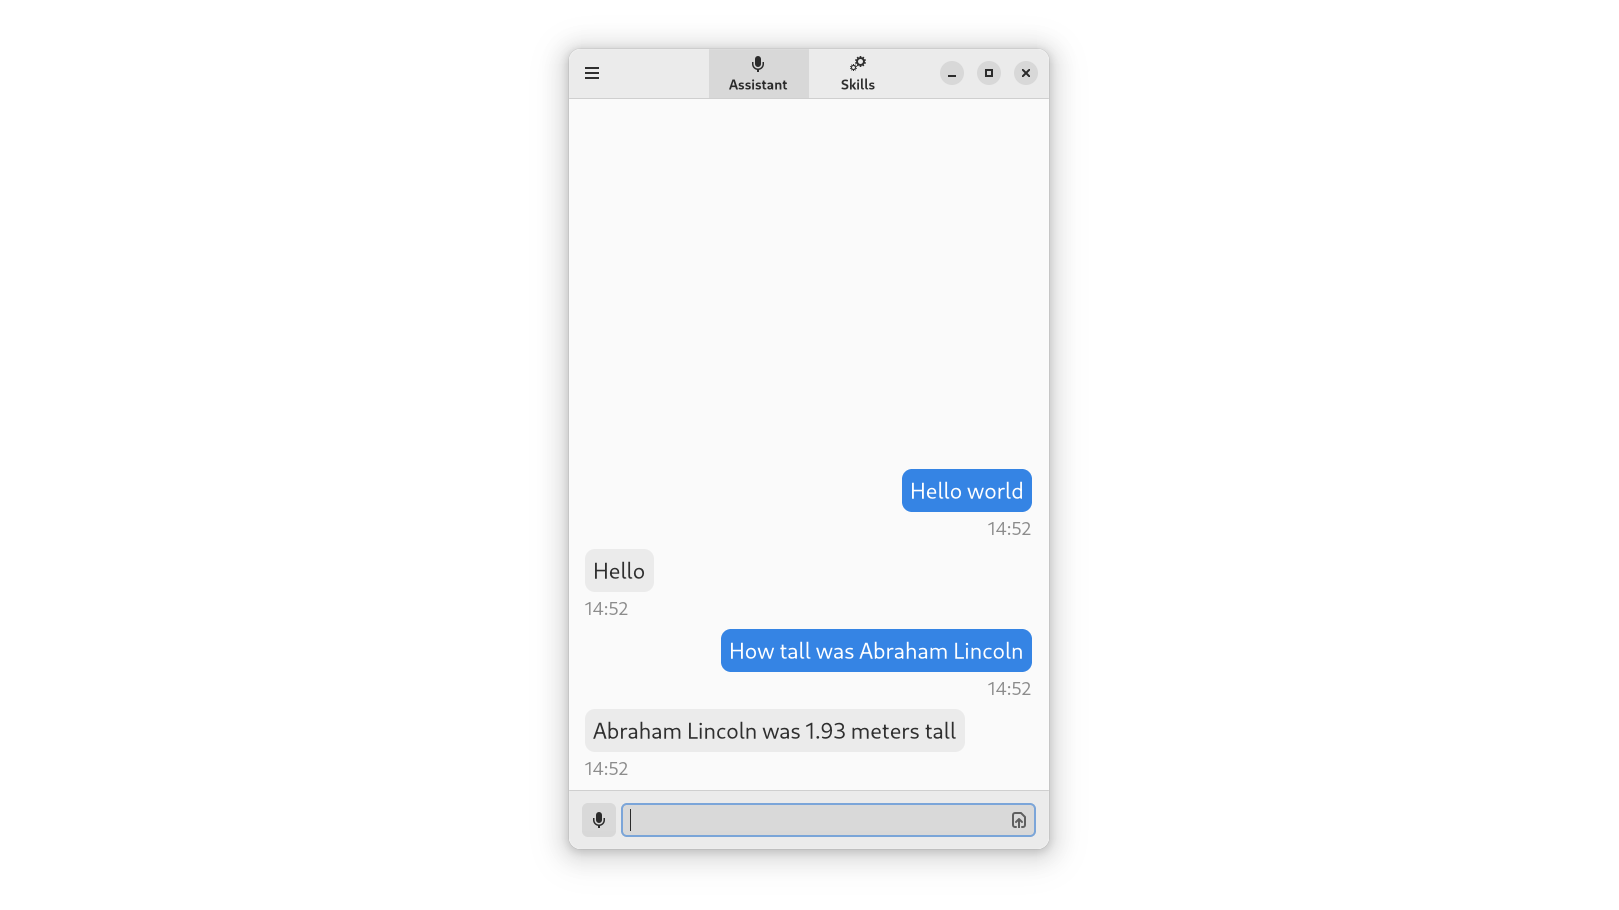 Assistant
Skills
Hello world
14:52
Hello
14:52
How tall was Abraham Lincoln
14:52
Abraham Lincoln was 1.93 meters tall
14:52